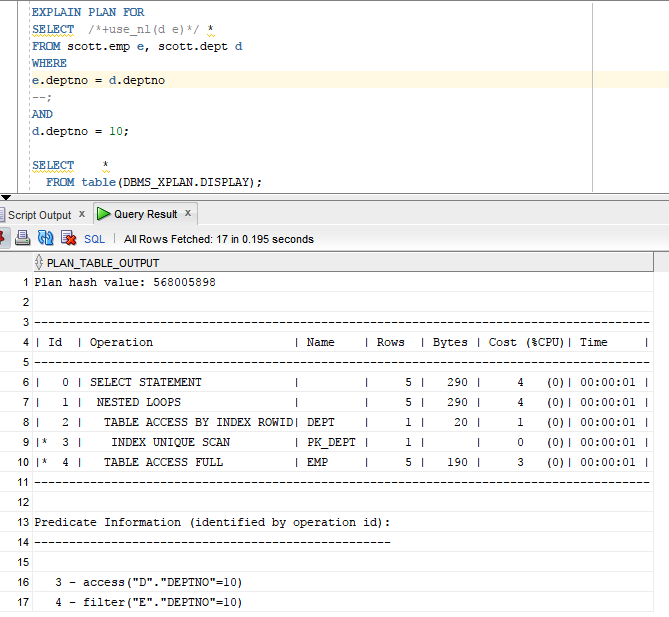 EXPLAIN PLAN FOR
SELECT  /*+use_nl(d e)*/ *
FROM scott.emp e, scott.dept d
WHERE
e.deptno = d.deptno
--;
AND
d.deptno = 10;
SELECT    *
  FROM table(DBMS_XPLAN.DISPLAY);
Script Output x Query Result x
SQL | All Rows Fetched: 17 in 0.195 seconds
PLAN_TABLE_OUTPUT
1 Plan hash value: 568005898
2
3 ----------------------------------------------------------------------------------------
4 | Id  | Operation                    | Name    | Rows  | Bytes | Cost (%CPU)| Time     |
5 ----------------------------------------------------------------------------------------
6 |   0 | SELECT STATEMENT             |         |     5 |   290 |     4   (0)| 00:00:01 |
7 |   1 |  NESTED LOOPS                |         |     5 |   290 |     4   (0)| 00:00:01 |
8 |   2 |   TABLE ACCESS BY INDEX ROWID| DEPT    |     1 |    20 |     1   (0)| 00:00:01 |
9 |*  3 |    INDEX UNIQUE SCAN         | PK_DEPT |     1 |       |     0   (0)| 00:00:01 |
10 |*  4 |   TABLE ACCESS FULL          | EMP     |     5 |   190 |     3   (0)| 00:00:01 |
11 ----------------------------------------------------------------------------------------
12
13 Predicate Information (identified by operation id):
14 ---------------------------------------------------
15
16    3 - access("D"."DEPTNO"=10)
17    4 - filter("E"."DEPTNO"=10)